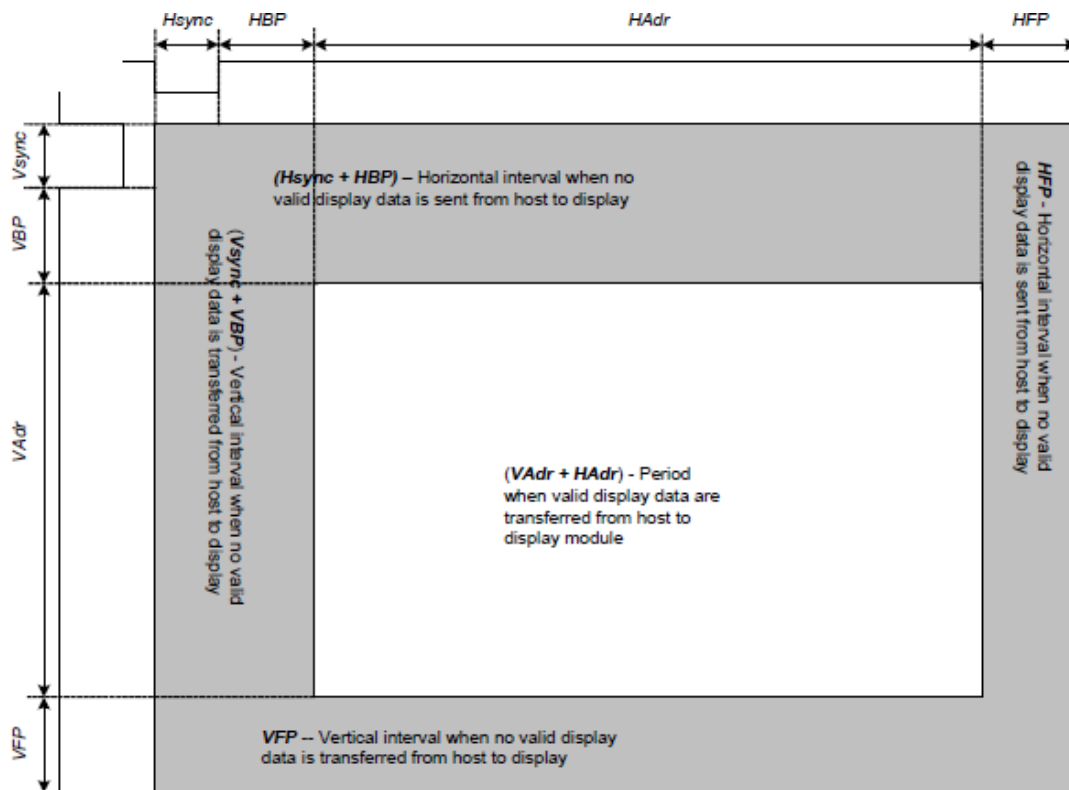 Hsync HBP HAdr HFP
Vsync
VBP
VAdr
VFP
(Hsync + HBP) – Horizontal interval when no
valid display data is sent from host to display
HFP - Horizontal interval when no valid
display data is sent from host to display
(Vsync + VBP) - Vertical interval when no valid
display data is transferred from host to display
(VAdr + HAdr) - Period
when valid display data are
transferred from host to
display module
VFP -- Vertical interval when no valid display
data is transferred from host to display